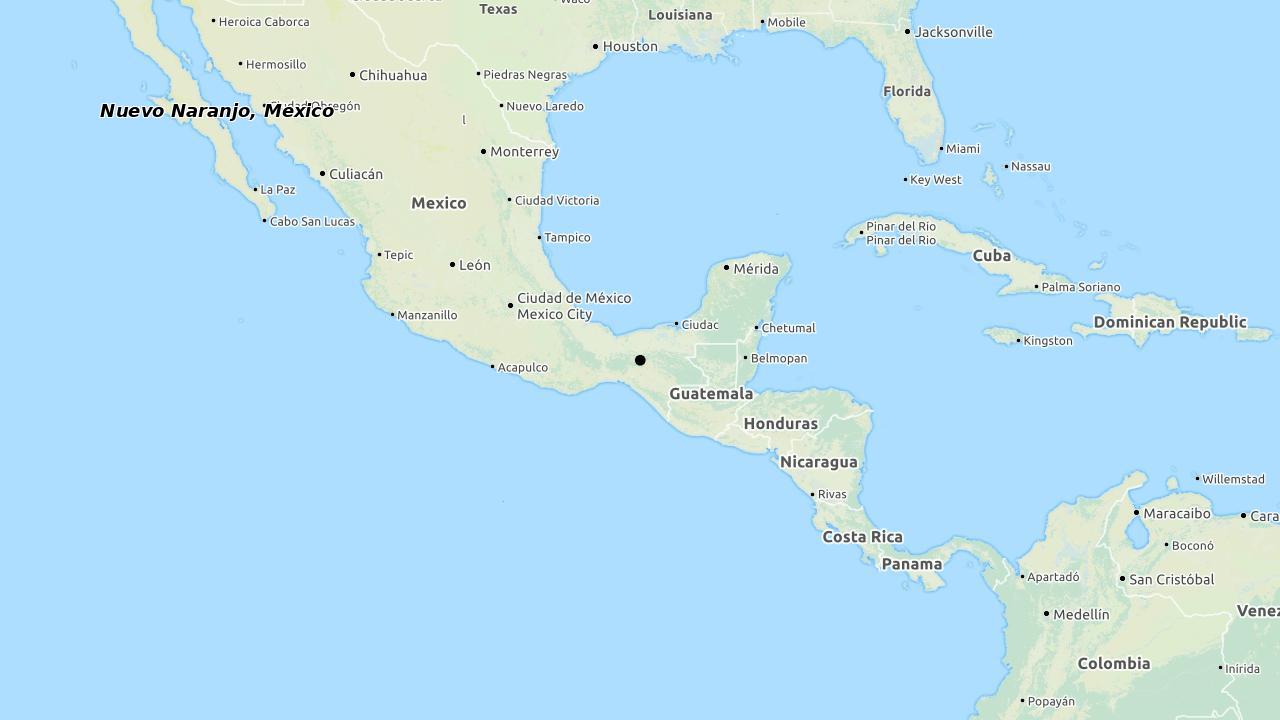 Texas
Louisiana
Mobile
Heroica Caborca
Jacksonville
Houston
Hermosillo
Chihuahua
Piedras Negras
Florida
Ciudad Obregón
Nuevo Naranjo, Mexico
Nuevo Laredo
Miami
Monterrey
Nassau
Culiacán
Key West
La Paz
Ciudad Victoria
Mexico
Cabo San Lucas
Pinar del Río
Pinar del Rio
Tampico
Tepic
Cuba
León
Mérida
Palma Soriano
Ciudad de México
Mexico City
Manzanillo
Ciudac
Chetumal
Dominican Republic
Kingston
Belmopan
Acapulco
Guatemala
Honduras
Nicaragua
Willemstad
Rivas
Maracaibo
Cara
Costa Rica
Boconó
Panama
Apartadó
San Cristóbal
Medellín
Venez
Colombia
Inírida
Popayán